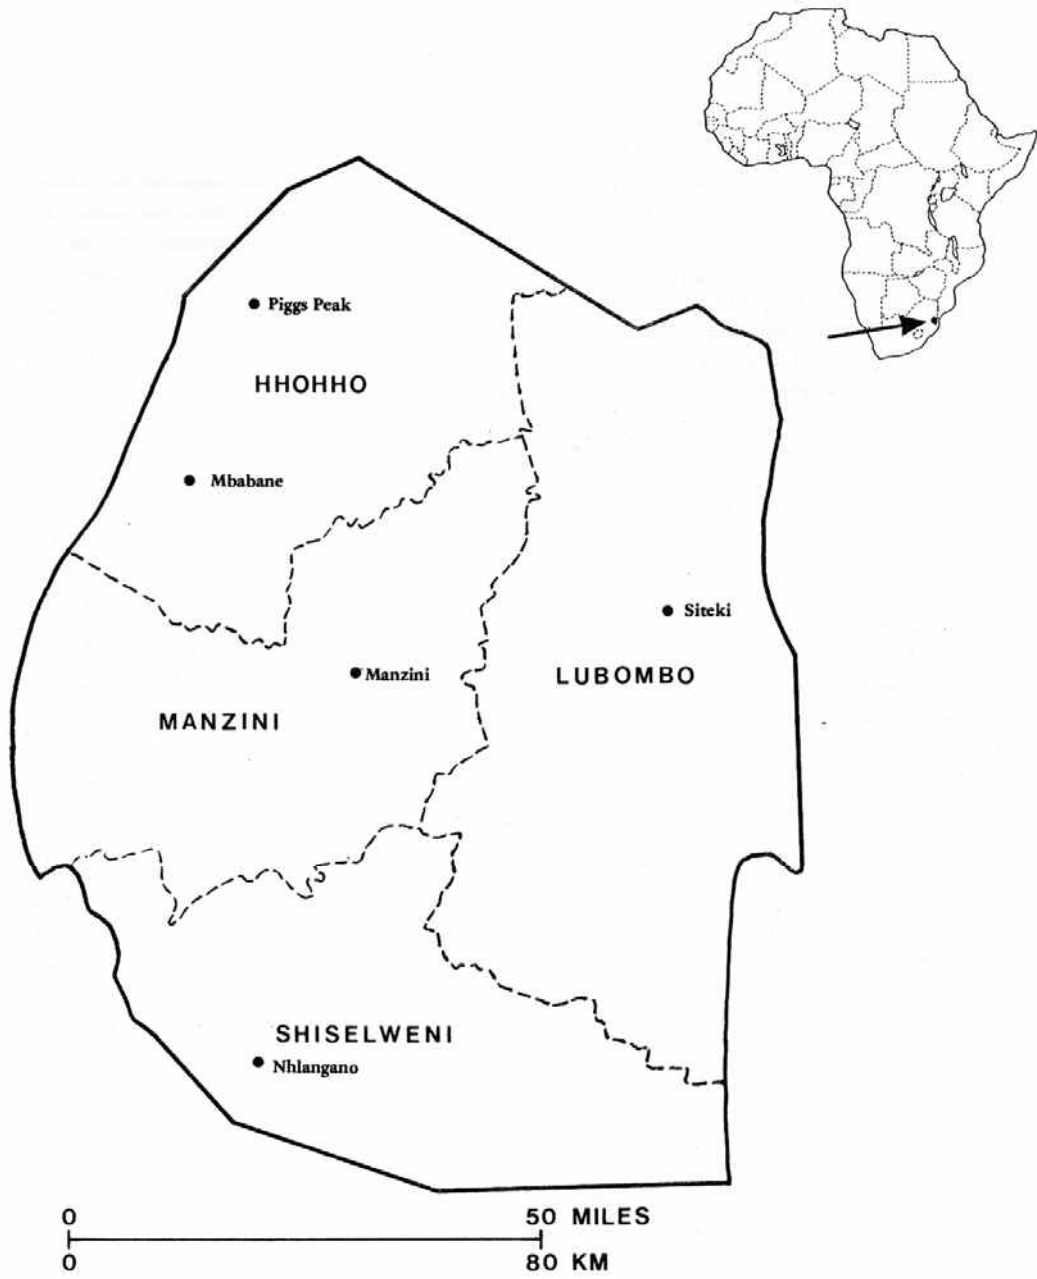 Piggs Peak
HHOHHO
Mbabane
Siteki
LUBOMBO
Manzini
MANZINI
SHISELWENI
Nhlangano
0 50 MILES
0 80 KM